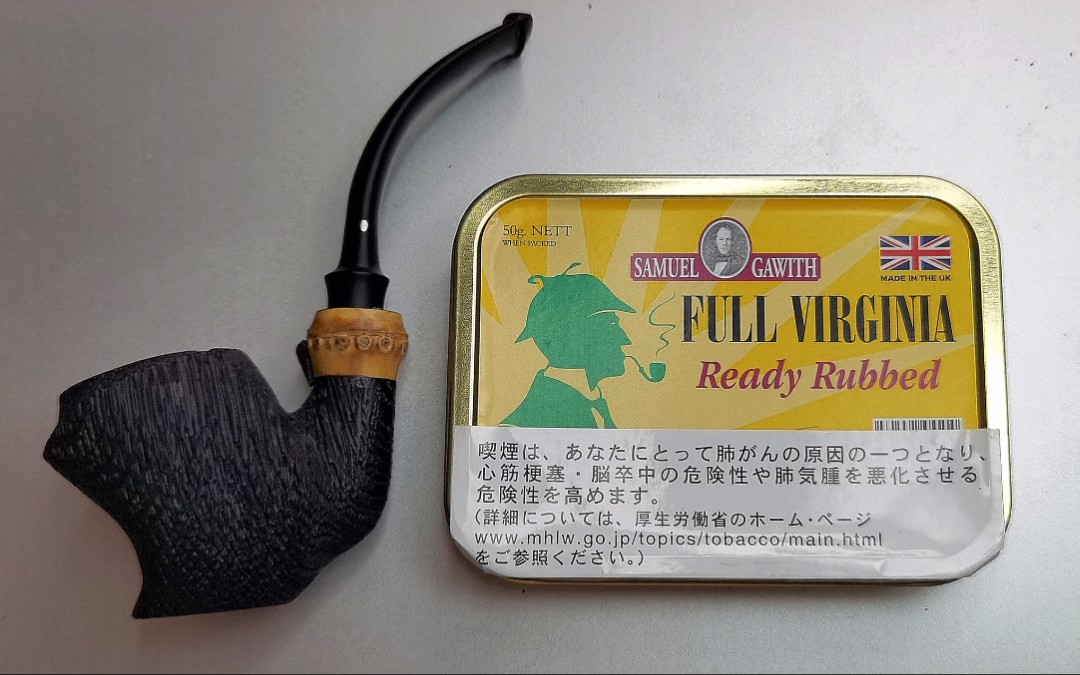 50g. NETT
WHEN PACKED
SAMUEL GAWITH
MADE IN THE UK
FULL VIRGINIA
Ready Rubbed
喫煙は、あなたにとって肺がんの原因の一つとなり、
心筋梗塞・脳卒中の危険性や肺気腫を悪化させる
危険性を高めます。
(詳細については、厚生労働省のホーム・ページ
www.mhlw.go.jp/topics/tobacco/main.html
をご参照ください。)